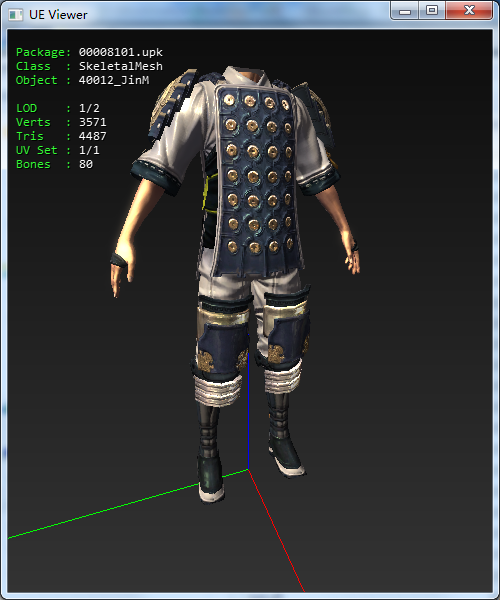 UE Viewer
Package: 00008101.upk
Class : SkeletalMesh
Object : 40012_JinM
LOD : 1/2
Verts : 3571
Tris : 4487
UV Set : 1/1
Bones : 80